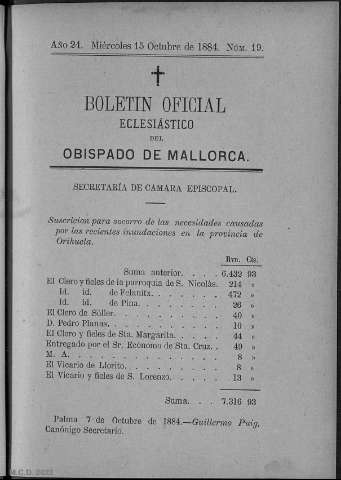 Año 24. Miércoles 15 Octubre de 1884. Núm. 19.
BOLETIN OFICIAL
ECLESIÁSTICO
DEL
OBISPADO DE MALLORCA.
SECRETARÍA DE CAMARA EPISCOPAL.
Suscricion para socorro de las necesidades causadas
por las recientes inundaciones en la provincia de
Orihuela.
Rvn. Cts.
Suma anterior. . . . 6.432 93
El Clero y fieles de la parroquia de S. Nicolás. 214 »
Id. id. de Felanitx. . . . . . . 472 »
Id. id. de Pina. . . . . . . . 26 »
El Clero de Sóller. . . . . . . . . 40 »
D. Pedro Planas. . . . . . . . . 16 »
El Clero y fieles de Sta. Margarita. . . . 44 »
Entregado por el Sr. Ecónomo de Sta. Cruz. . 49 »
M. A. . . . . . . . . . . . 8 »
El Vicario de Llorito. . . . . . . . 8 »
El Vicario y fieles de S. Lorenzo. . . . . 13 »
Suma. . . . 7.316 93
Palma 7 de Octubre de 1884.—Guillermo Puig,
Canónigo Secretario.